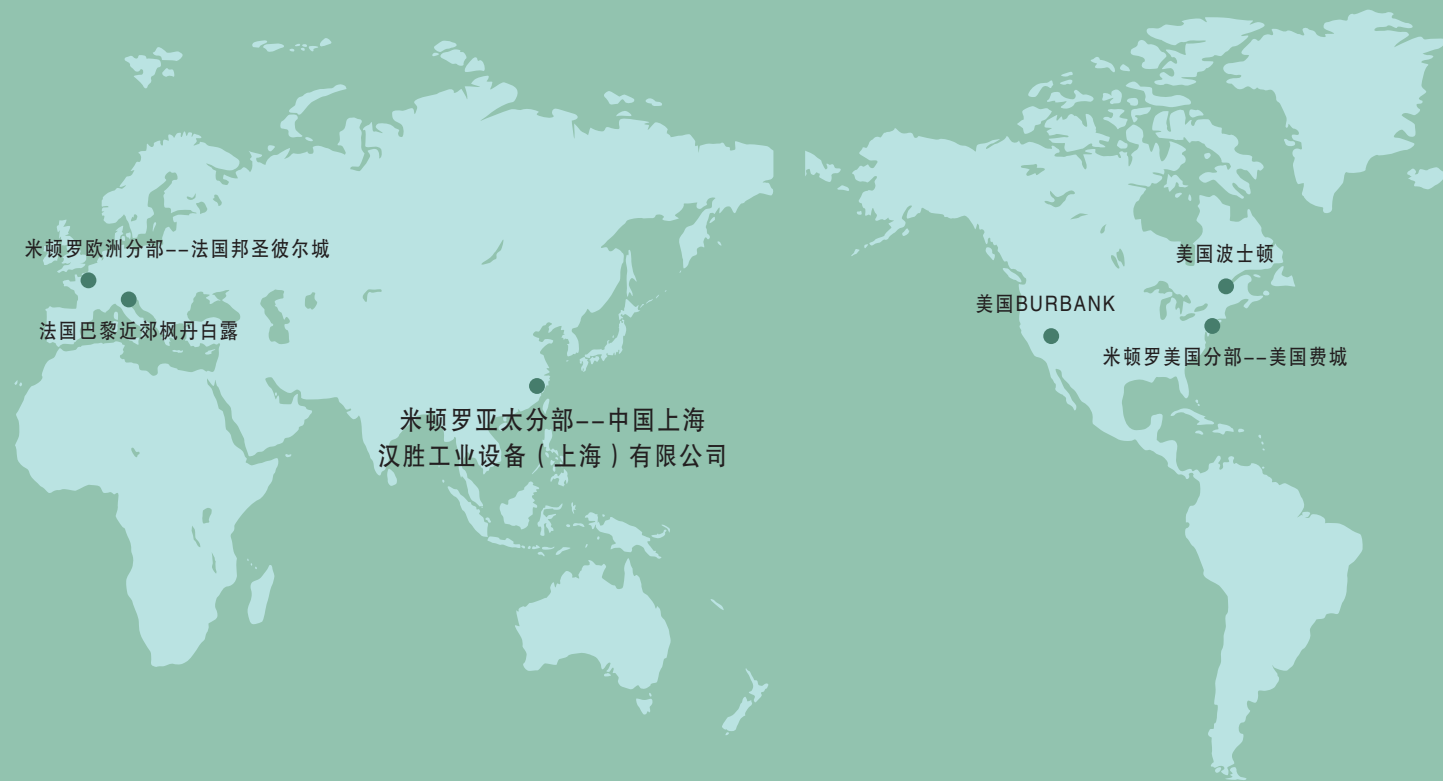 米顿罗欧洲分部--法国邦圣彼尔城
法国巴黎近郊枫丹白露
米顿罗亚太分部--中国上海
汉胜工业设备（上海）有限公司
美国波士顿
美国BURBANK
米顿罗美国分部--美国费城